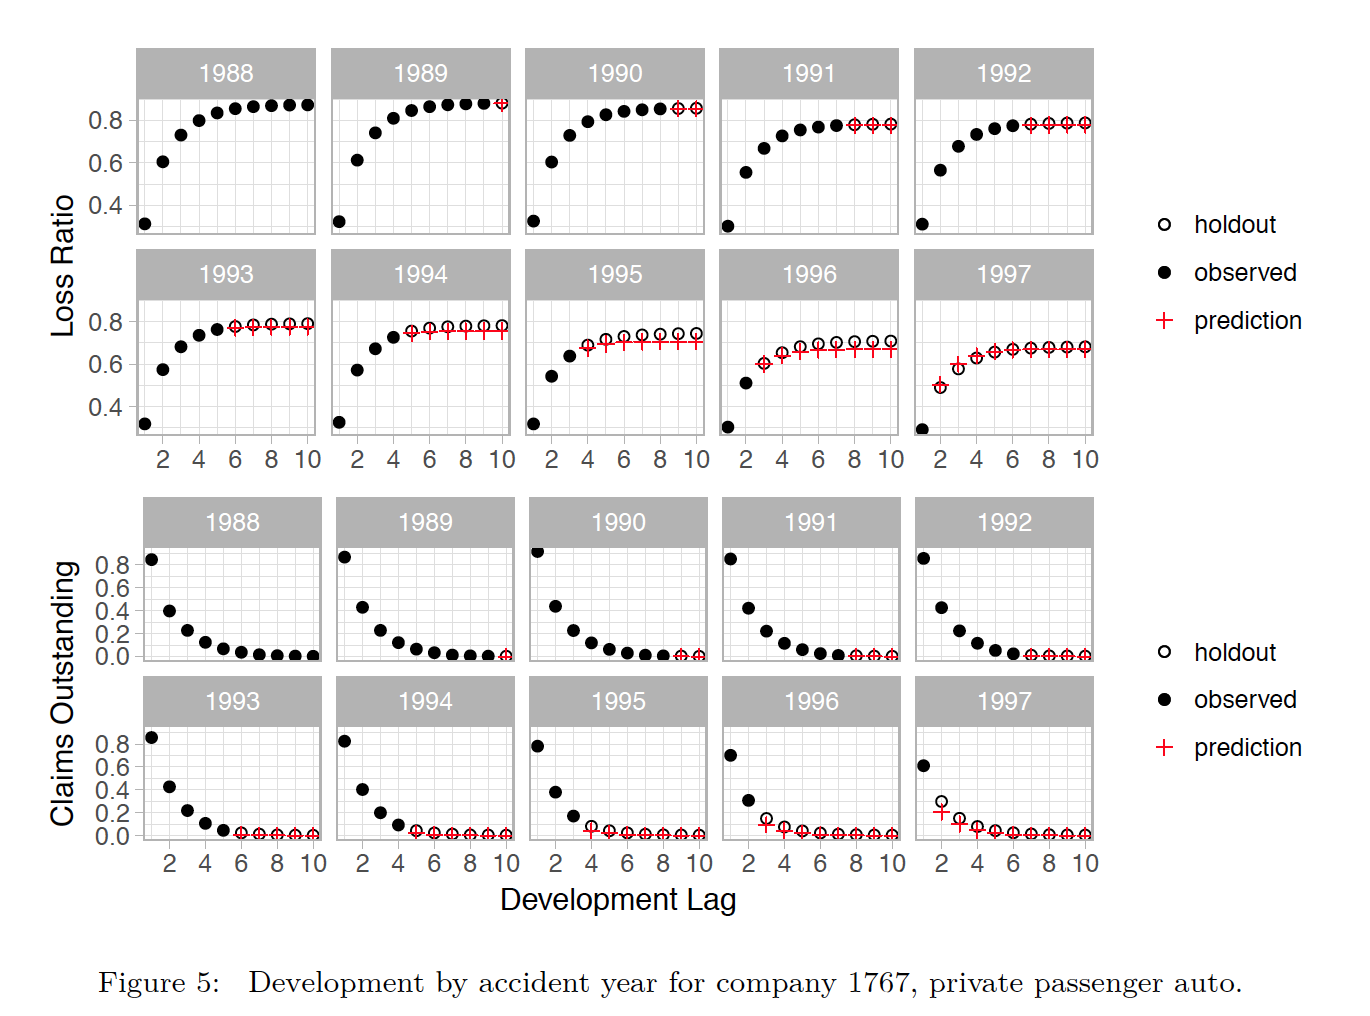 1988 1989 1990 1991 1992
0.8
0.6
0.4
1993 1994 1995 1996 1997
0.8
0.6
0.4
2 4 6 8 10 2 4 6 8 10 2 4 6 8 10 2 4 6 8 10 2 4 6 8 10
Loss Ratio
holdout
observed
prediction
1988 1989 1990 1991 1992
0.8
0.6
0.4
0.2
0.0
1993 1994 1995 1996 1997
0.8
0.6
0.4
0.2
0.0
2 4 6 8 10 2 4 6 8 10 2 4 6 8 10 2 4 6 8 10 2 4 6 8 10
Claims Outstanding
Development Lag
holdout
observed
prediction
Figure 5: Development by accident year for company 1767, private passenger auto.